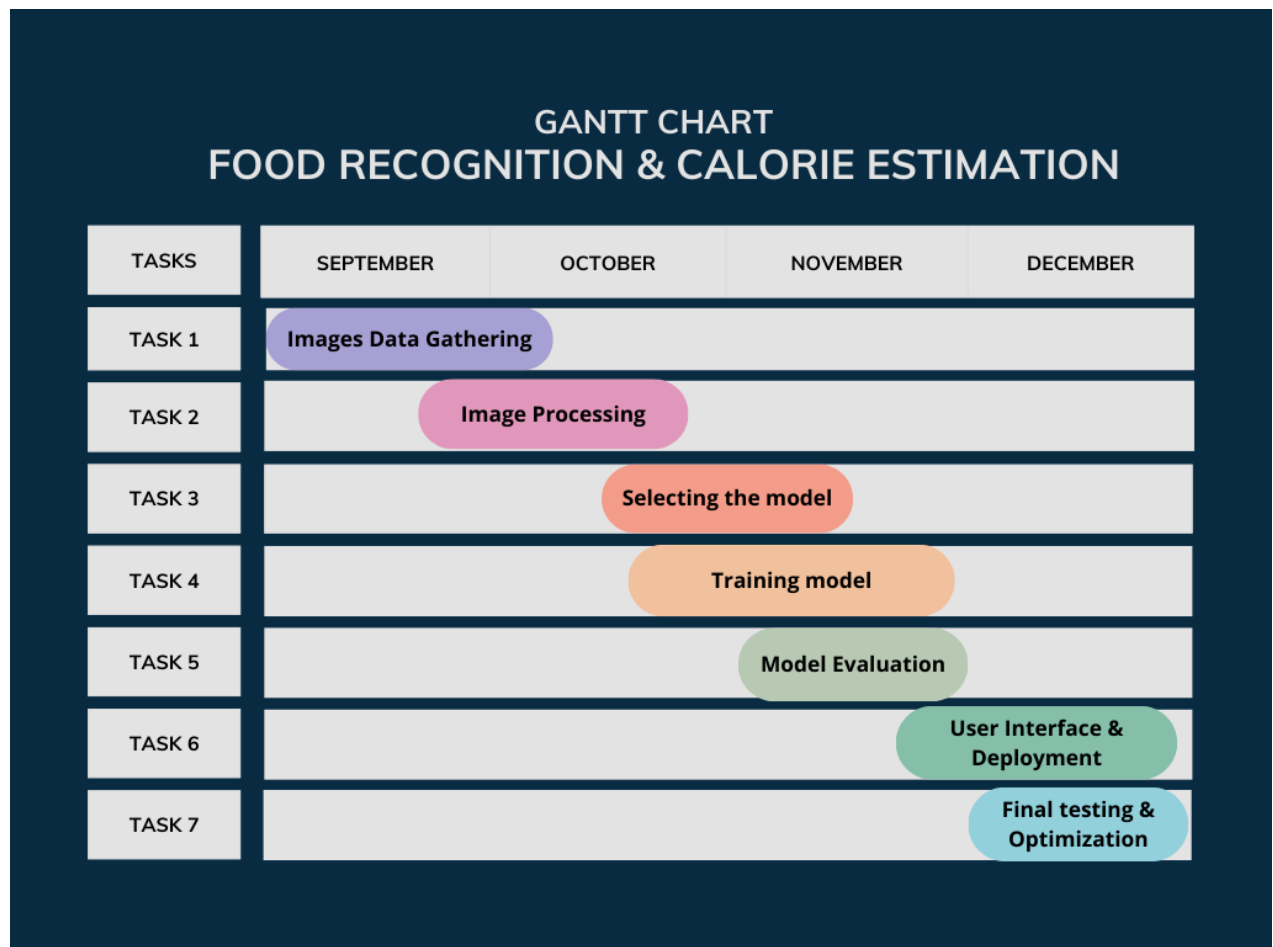 GANTT CHART
FOOD RECOGNITION & CALORIE ESTIMATION
TASKS
SEPTEMBER
OCTOBER
NOVEMBER
DECEMBER
TASK 1
Images Data Gathering
TASK 2
Image Processing
TASK 3
Selecting the model
TASK 4
Training model
TASK 5
Model Evaluation
TASK 6
User Interface &
Deployment
TASK 7
Final testing &
Optimization